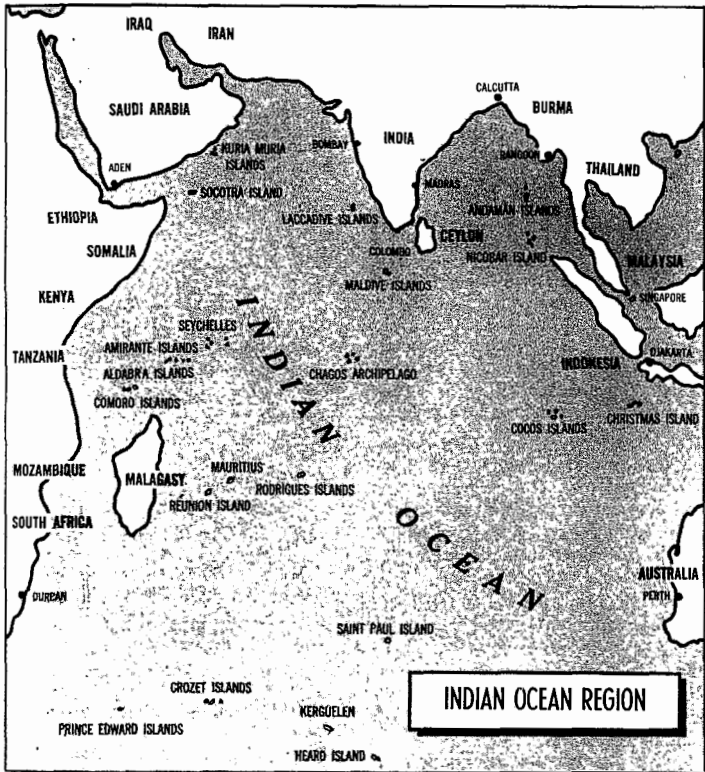 IRAQ
IRAN
SAUDI ARABIA
CALCUTTA
BURMA
KURIA MURIA
ISLANDS
BOMBAY
INDIA
RANGOON
ADEN
THAILAND
SOCOTRA ISLAND
MADRAS
ETHIOPIA
LACCADIVE ISLANDS
ANDAMAN ISLANDS
SOMALIA
COLOMBO
CEYLON
NICOBAR ISLAND
MALAYSIA
MALDIVE ISLANDS
KENYA
SINGAPORE
SEYCHELLES
TANZANIA
AMIRANTE ISLANDS
ALDABRA ISLANDS
CHAGOS ARCHIPELAGO
INDONESIA
DJAKARTA
COMORO ISLANDS
INDIAN
COCOS ISLANDS
CHRISTMAS ISLAND
MOZAMBIQUE
MALAGASY
MAURITIUS
RODRIGUES ISLANDS
REUNION ISLAND
SOUTH AFRICA
OCEAN
AUSTRALIA
DURBAN
PERTH
SAINT PAUL ISLAND
CROZET ISLANDS
INDIAN OCEAN REGION
PRINCE EDWARD ISLANDS
KERGUELEN
HEARD ISLAND